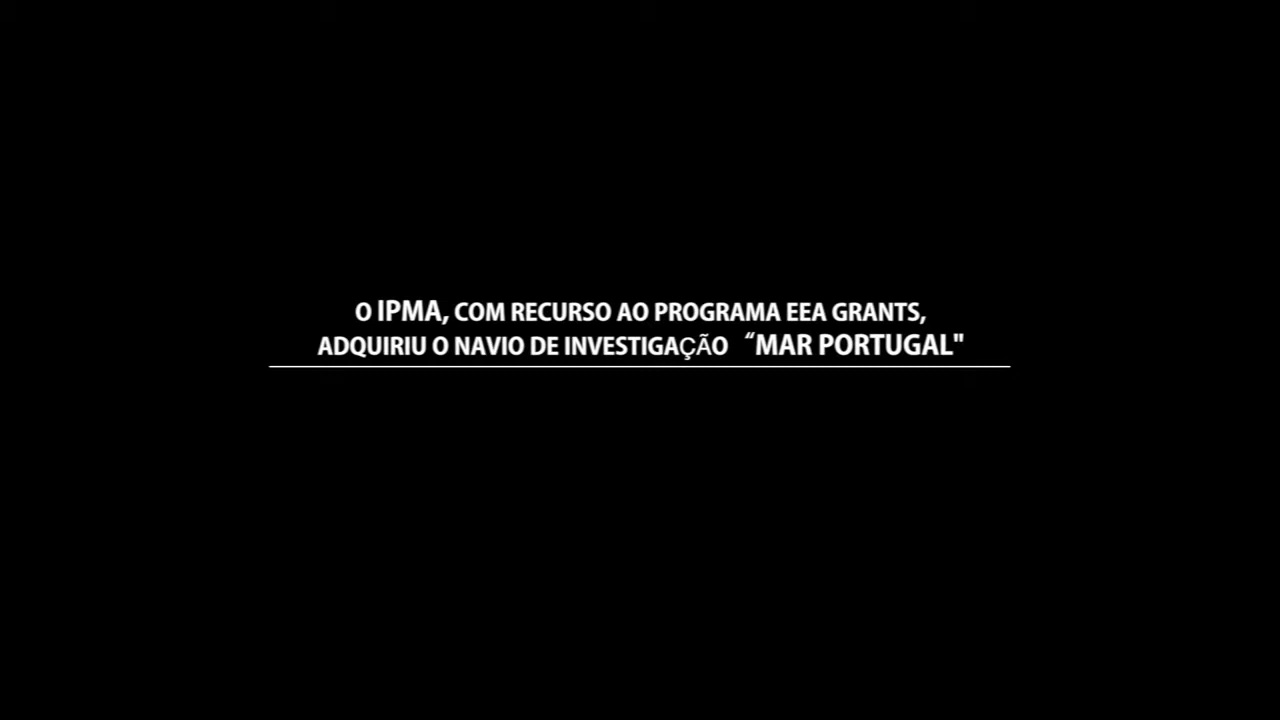 O IPMA, COM RECURSO AO PROGRAMA EEA GRANTS,
ADQUIRIU O NAVIO DE INVESTIGAÇÃO “MAR PORTUGAL"